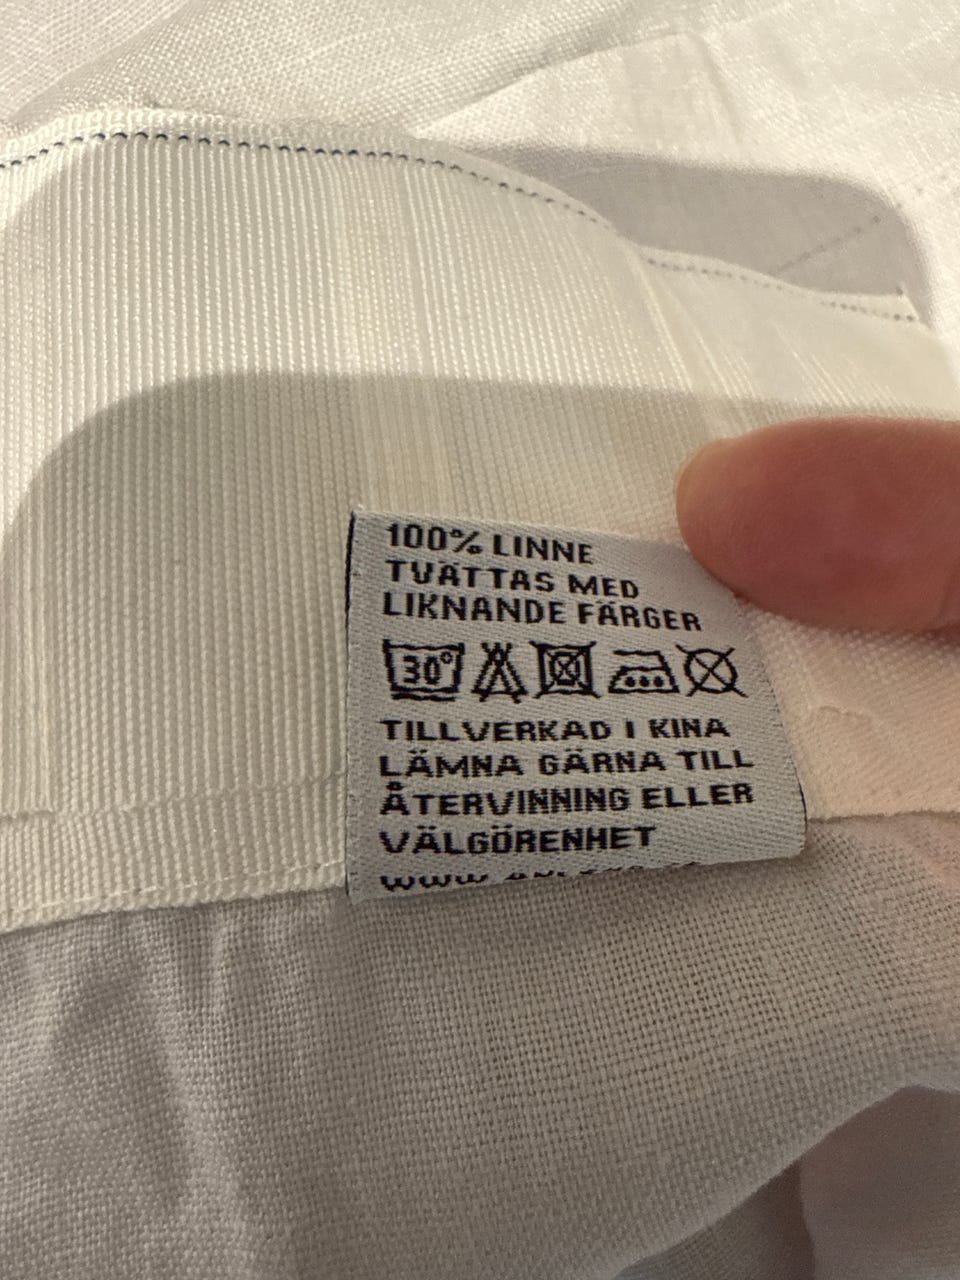 100% LINNE
TVÄTTAS MED
LIKNANDE FÄRGER
30°
TILLVERKAD I KINA
LÄMNA GÄRNA TILL
ÅTERVINNING ELLER
VÄLGÖRENHET